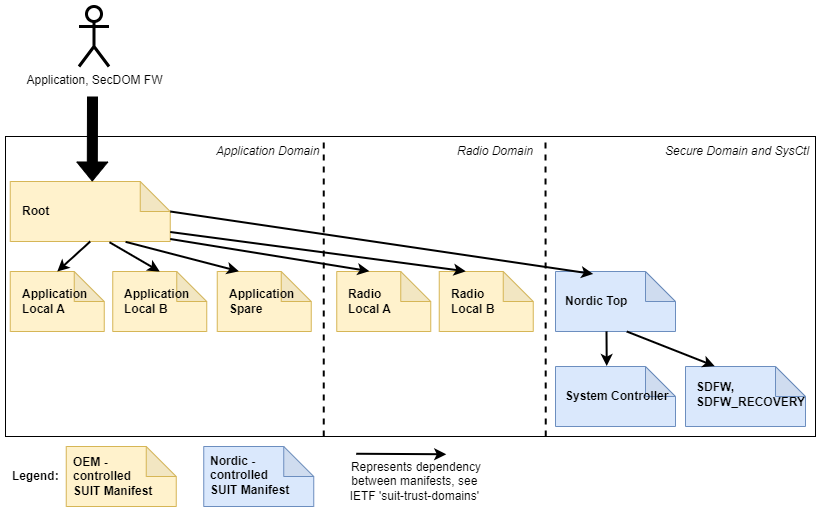 Application, SecDOM FW
Application Domain
Radio Domain
Secure Domain and SysCtl
Root
Application
Local A
Application
Local B
Application
Spare
Radio
Local A
Radio
Local B
Nordic Top
System Controller
SDFW,
SDFW_RECOVERY
Legend:
OEM -
controlled
SUIT Manifest
Nordic -
controlled
SUIT Manifest
Represents dependency
between manifests, see
IETF 'suit-trust-domains'